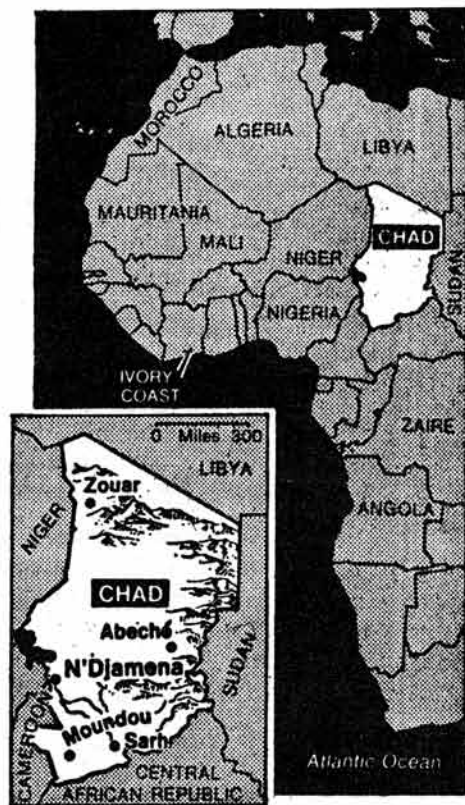 MOROCCO
ALGERIA
LIBYA
MAURITANIA
MALI
NIGER
CHAD
SUDAN
NIGERIA
IVORY
COAST
ZAIRE
ANGOLA
Atlantic Ocean
0 Miles 300
LIBYA
Zouar
NIGER
CHAD
Abeché
SUDAN
N'Djamena
CAMEROON
Moundou
Sarh
CENTRAL
AFRICAN REPUBLIC